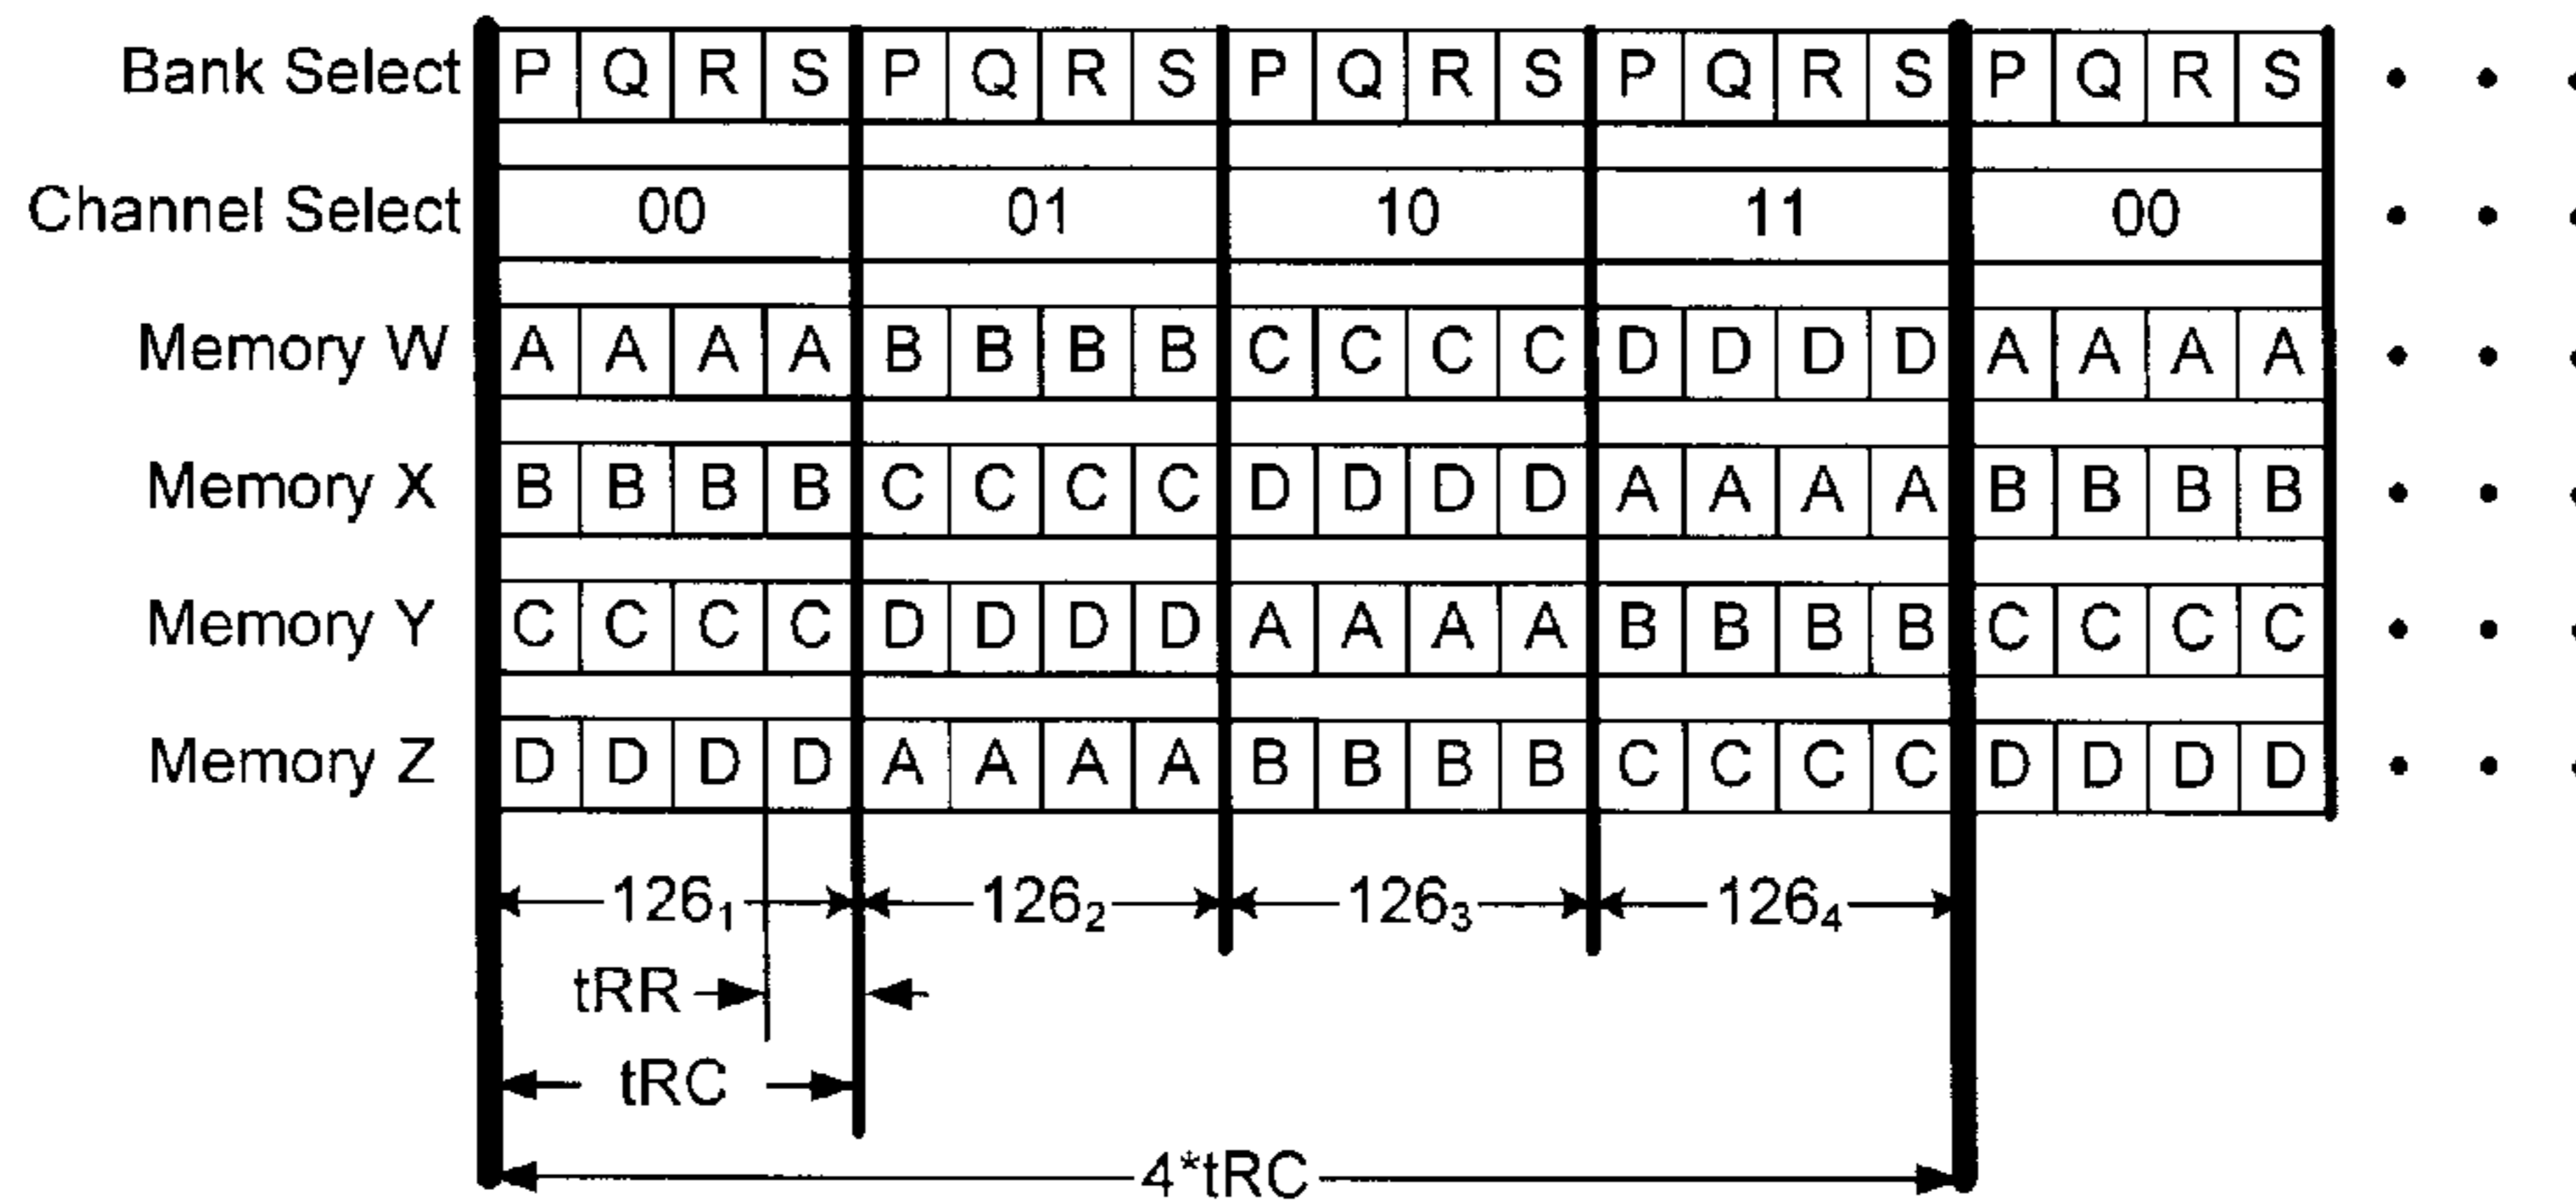 Bank Select P Q R S P Q R S P Q R S P Q R S P Q R S
Channel Select 00 01 10 11 00
Memory W A A A A B B B B C C C C D D D D A A A A
Memory X B B B B C C C C D D D D A A A A B B B B
Memory Y C C C C D D D D A A A A B B B B C C C C
Memory Z D D D D A A A A B B B B C C C C D D D D
126₁ 126₂ 126₃ 126₄
tRR
tRC
4*tRC